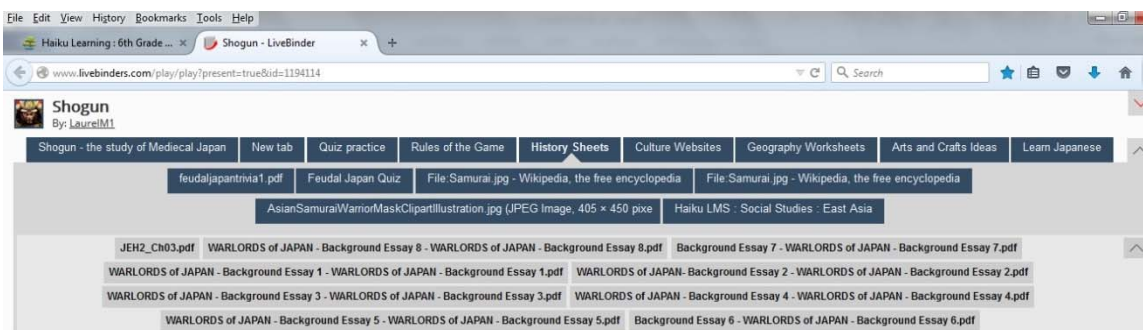 File Edit View History Bookmarks Tools Help
Haiku Learning : 6th Grade ... × Shogun - LiveBinder × +
www.livebinders.com/play/play?present=true&id=1194114 Search
Shogun
By: LaurelM1
Shogun - the study of Mediecal Japan New tab Quiz practice Rules of the Game History Sheets Culture Websites Geography Worksheets Arts and Crafts Ideas Learn Japanese
feudaljapantrivia1.pdf Feudal Japan Quiz File:Samurai.jpg - Wikipedia, the free encyclopedia File:Samurai.jpg - Wikipedia, the free encyclopedia
AsianSamuraiWarriorMaskClipartIllustration.jpg (JPEG Image, 405 × 450 pixe Haiku LMS : Social Studies : East Asia
JEH2_Ch03.pdf WARLORDS of JAPAN - Background Essay 8 - WARLORDS of JAPAN - Background Essay 8.pdf Background Essay 7 - WARLORDS of JAPAN - Background Essay 7.pdf
WARLORDS of JAPAN - Background Essay 1 - WARLORDS of JAPAN - Background Essay 1.pdf WARLORDS of JAPAN- Background Essay 2 - WARLORDS of JAPAN - Background Essay 2.pdf
WARLORDS of JAPAN - Background Essay 3 - WARLORDS of JAPAN - Background Essay 3.pdf WARLORDS of JAPAN - Background Essay 4 - WARLORDS of JAPAN - Background Essay 4.pdf
WARLORDS of JAPAN - Background Essay 5 - WARLORDS of JAPAN - Background Essay 5.pdf Background Essay 6 - WARLORDS of JAPAN - Background Essay 6.pdf